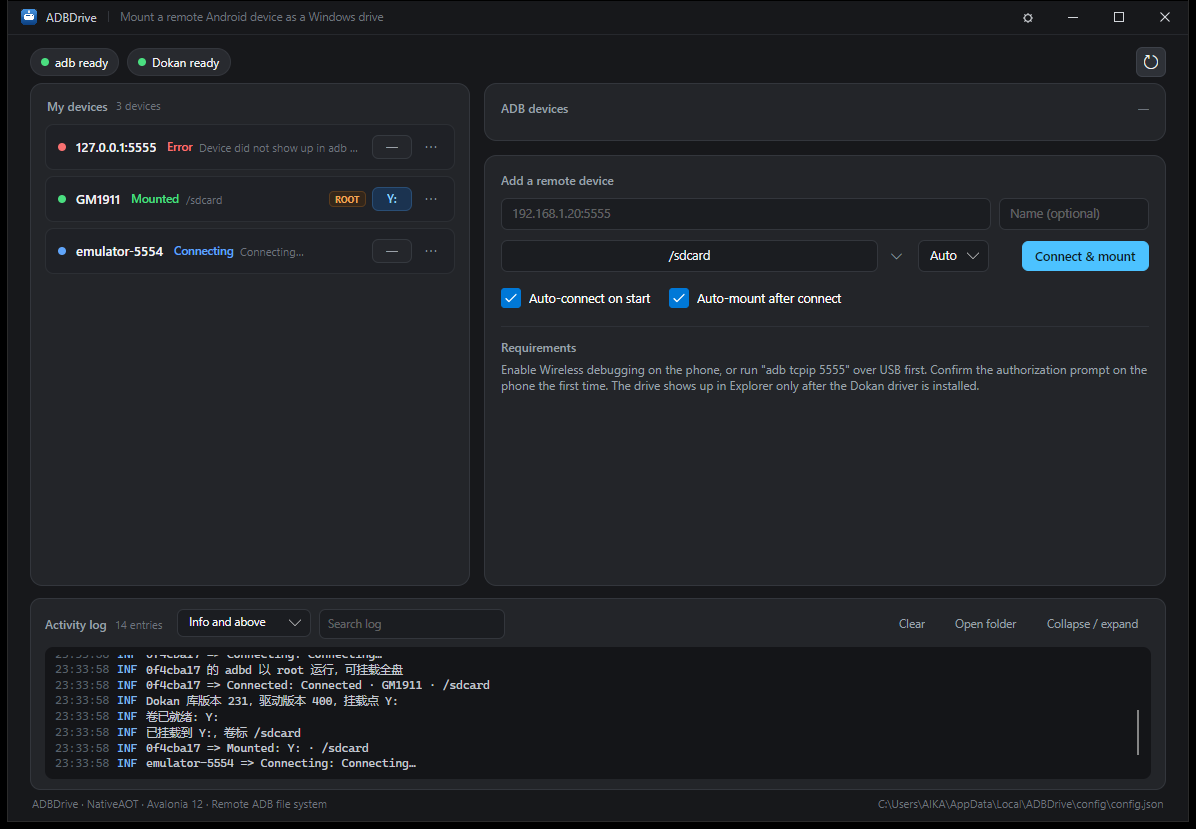 ADBDrive Mount a remote Android device as a Windows drive
adb ready Dokan ready
My devices 3 devices
127.0.0.1:5555 Error Device did not show up in adb ... —
GM1911 Mounted /sdcard ROOT Y:
emulator-5554 Connecting Connecting... —
ADB devices —
Add a remote device
192.168.1.20:5555 Name (optional)
/sdcard Auto Connect & mount
Auto-connect on start Auto-mount after connect
Requirements
Enable Wireless debugging on the phone, or run "adb tcpip 5555" over USB first. Confirm the authorization prompt on the
phone the first time. The drive shows up in Explorer only after the Dokan driver is installed.
Activity log 14 entries Info and above Search log Clear Open folder Collapse / expand
INF 0f4cba17 => Connecting: Connecting…
23:33:58 INF 0f4cba17 的 adbd 以 root 运行，可挂载全盘
23:33:58 INF 0f4cba17 => Connected: Connected · GM1911 · /sdcard
23:33:58 INF Dokan 库版本 231，驱动版本 400，挂载点 Y:
23:33:58 INF 卷已就绪: Y:
23:33:58 INF 已挂载到 Y:，卷标 /sdcard
23:33:58 INF 0f4cba17 => Mounted: Y: · /sdcard
23:33:58 INF emulator-5554 => Connecting: Connecting…
ADBDrive · NativeAOT · Avalonia 12 · Remote ADB file system C:\Users\AIKA\AppData\Local\ADBDrive\config\config.json